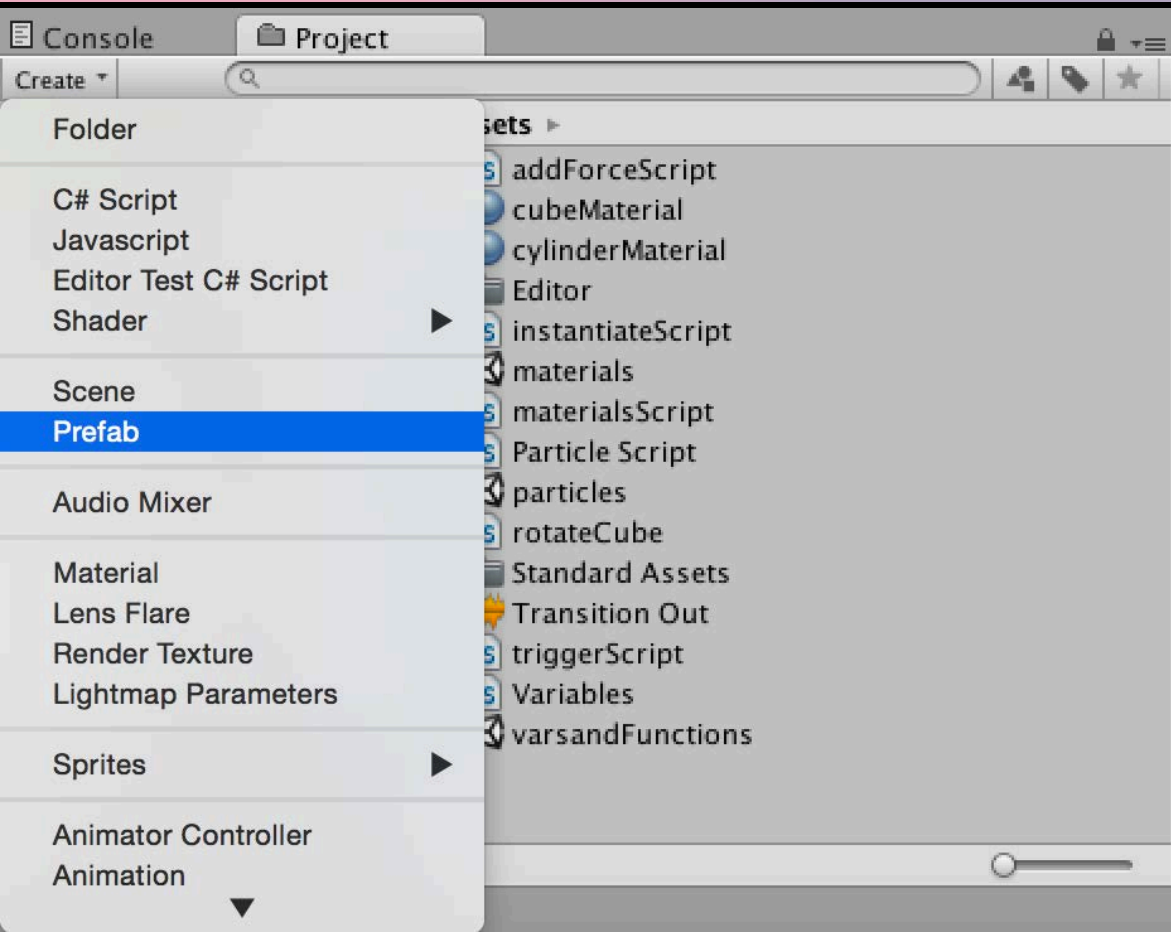 Console
Project
Create
Folder
C# Script
Javascript
Editor Test C# Script
Shader
Scene
Prefab
Audio Mixer
Material
Lens Flare
Render Texture
Lightmap Parameters
Sprites
Animator Controller
Animation
sets
addForceScript
cubeMaterial
cylinderMaterial
Editor
instantiateScript
materials
materialsScript
Particle Script
particles
rotateCube
Standard Assets
Transition Out
triggerScript
Variables
varsandFunctions